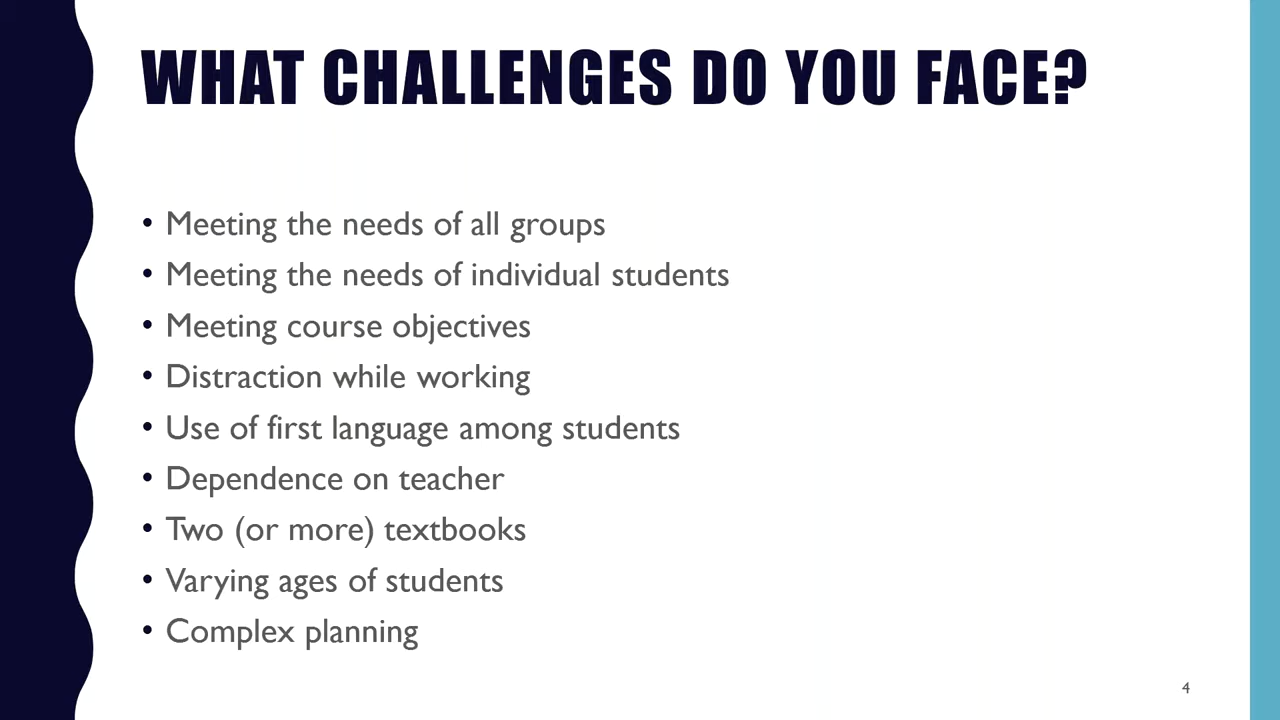 WHAT CHALLENGES DO YOU FACE?
• Meeting the needs of all groups
• Meeting the needs of individual students
• Meeting course objectives
• Distraction while working
• Use of first language among students
• Dependence on teacher
• Two (or more) textbooks
• Varying ages of students
• Complex planning
4